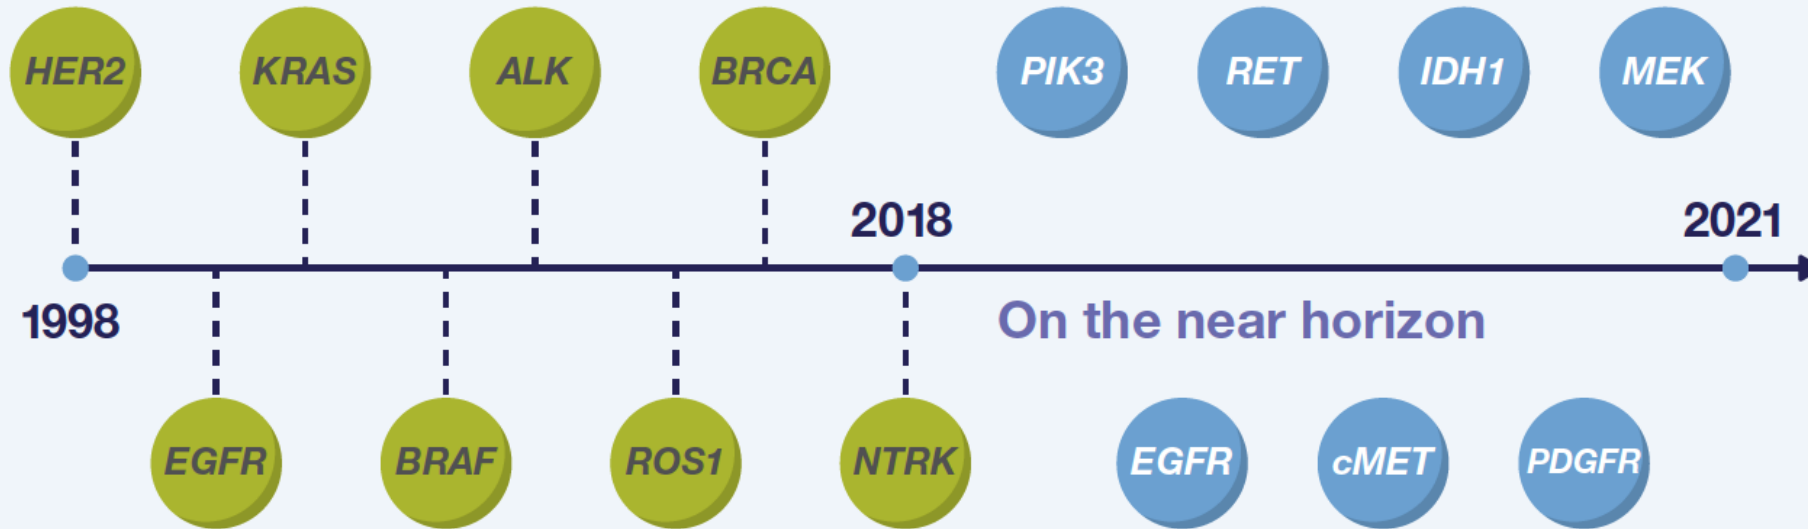 HER2
KRAS
ALK
BRCA
PIK3
RET
IDH1
MEK
2018
2021
1998
On the near horizon
EGFR
BRAF
ROS1
NTRK
EGFR
cMET
PDGFR